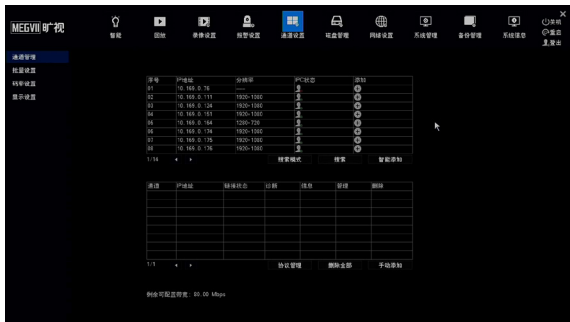 MEGVII 旷视
智能 回放 录像设置 报警设置 通道设置 磁盘管理 网络设置 系统管理 备份管理 系统信息
关机
重启
登出
通道管理
批量设置
码率设置
显示设置
序号 IP地址 分辨率 IPC状态 添加
01 10.169.0.76 ----
02 10.169.0.111 1920*1080
03 10.169.0.124 1920*1080
04 10.169.0.151 1920*1080
05 10.169.0.164 1280*720
06 10.169.0.174 1920*1080
07 10.169.0.175 1920*1080
08 10.169.0.176 1920*1080
1/14 搜索模式 搜索 智能添加
通道 IP地址 链接状态 诊断 信息 管理 删除
1/1 协议管理 删除全部 手动添加
剩余可配置带宽: 80.00 Mbps